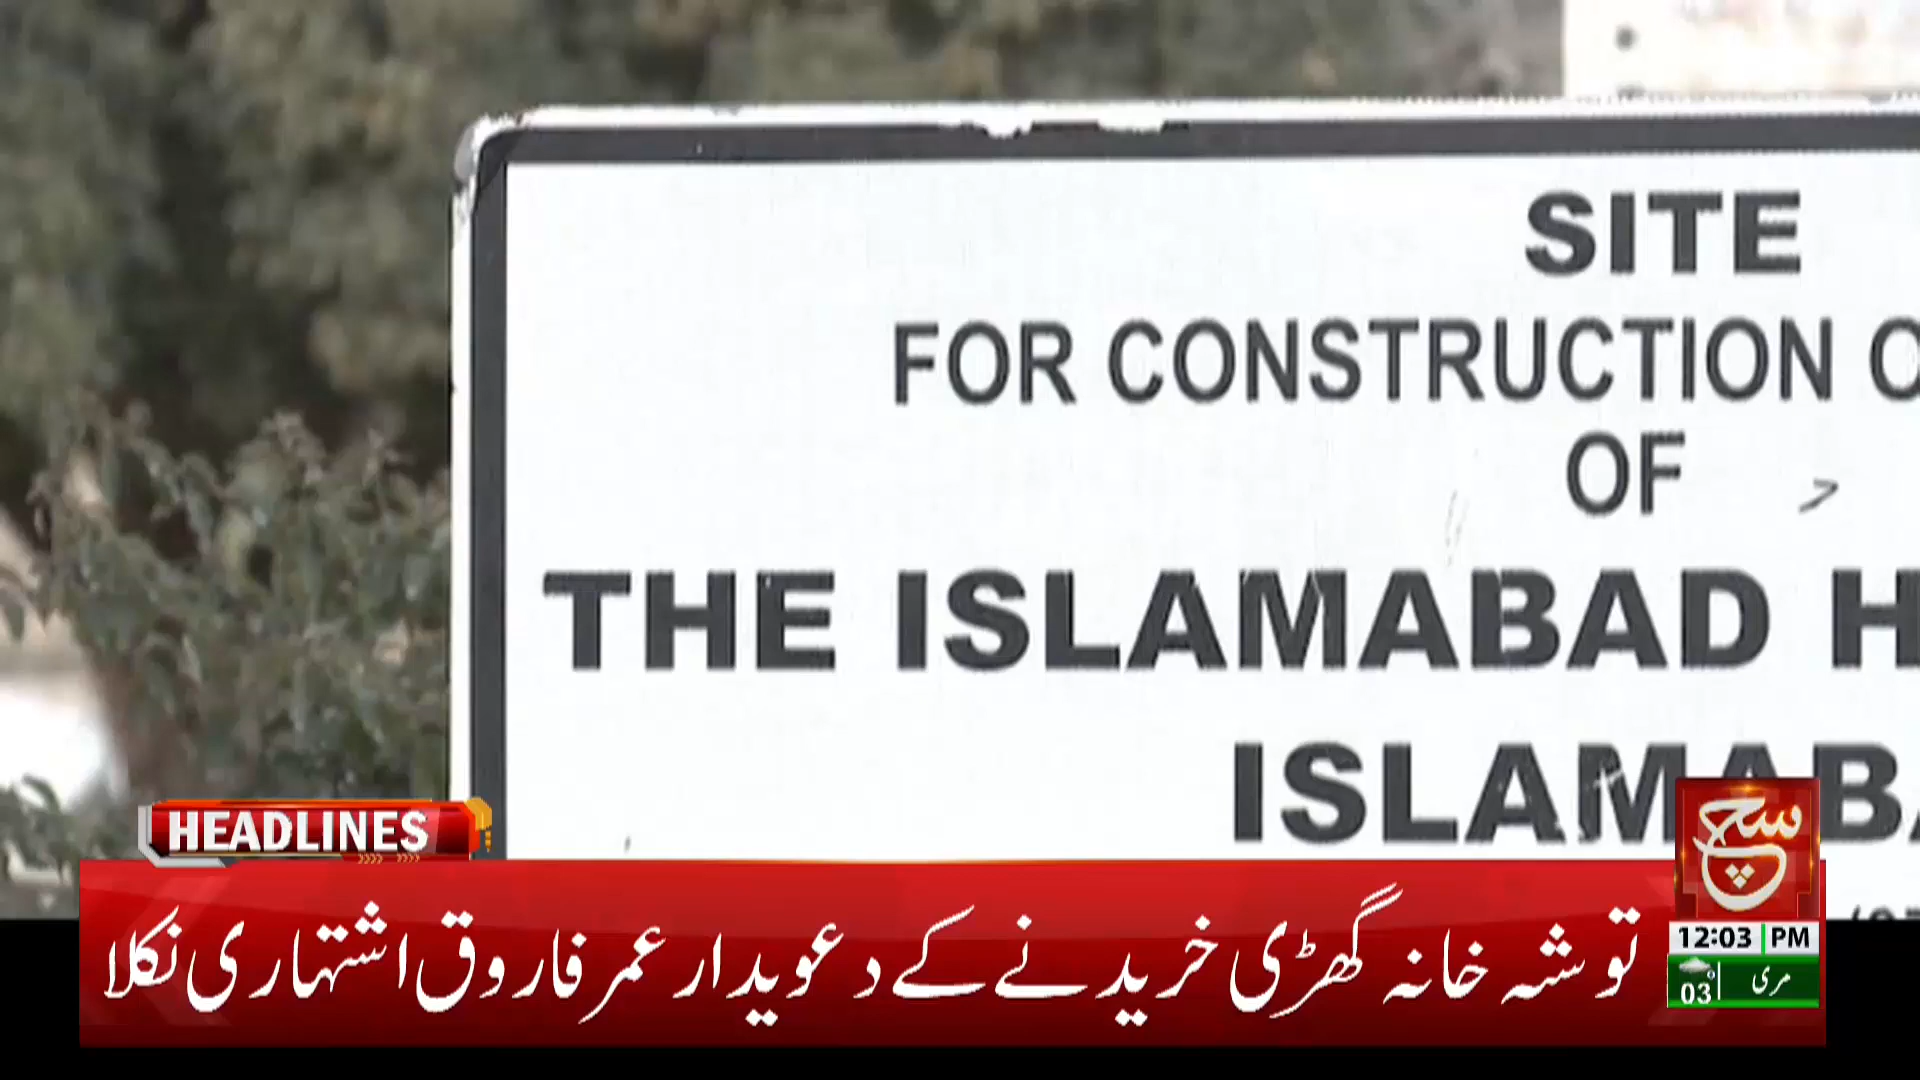 SITE
FOR CONSTRUCTION
OF
THE ISLAMABAD
HEADLINES
سچ
توشہ خانہ گھڑی خریدنے کے دعویدار عمر فاروق اشتہاری نکلا
12:03 PM
03 مری